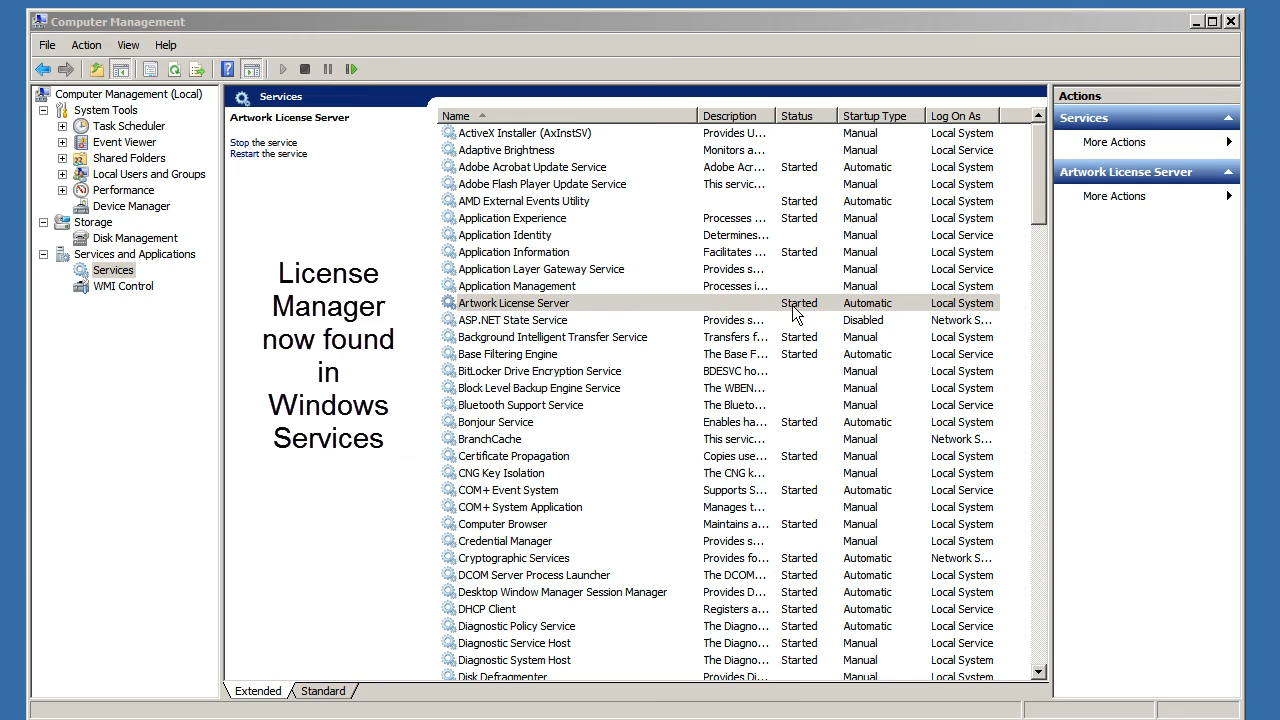 Computer Management
File Action View Help
Computer Management (Local)
System Tools
Task Scheduler
Event Viewer
Shared Folders
Local Users and Groups
Performance
Device Manager
Storage
Disk Management
Services and Applications
Services
WMI Control
Services
Artwork License Server
Stop the service
Restart the service
License
Manager
now found
in
Windows
Services
Name Description Status Startup Type Log On As
ActiveX Installer (AxInstSV) Provides U... Manual Local System
Adaptive Brightness Monitors a... Manual Local Service
Adobe Acrobat Update Service Adobe Acr... Started Automatic Local System
Adobe Flash Player Update Service This servic... Manual Local System
AMD External Events Utility Started Automatic Local System
Application Experience Processes ... Started Manual Local System
Application Identity Determines... Manual Local Service
Application Information Facilitates ... Started Manual Local System
Application Layer Gateway Service Provides s... Manual Local Service
Application Management Processes i... Manual Local System
Artwork License Server Started Automatic Local System
ASP.NET State Service Provides s... Disabled Network S...
Background Intelligent Transfer Service Transfers f... Started Manual Local System
Base Filtering Engine The Base F... Started Automatic Local Service
BitLocker Drive Encryption Service BDESVC ho... Manual Local System
Block Level Backup Engine Service The WBEN... Manual Local System
Bluetooth Support Service The Blueto... Manual Local Service
Bonjour Service Enables ha... Started Automatic Local System
BranchCache This servic... Manual Network S...
Certificate Propagation Copies use... Started Manual Local System
CNG Key Isolation The CNG k... Manual Local System
COM+ Event System Supports S... Started Automatic Local Service
COM+ System Application Manages t... Manual Local System
Computer Browser Maintains a... Started Manual Local System
Credential Manager Provides s... Manual Local System
Cryptographic Services Provides fo... Started Automatic Network S...
DCOM Server Process Launcher The DCOM... Started Automatic Local System
Desktop Window Manager Session Manager Provides D... Started Automatic Local System
DHCP Client Registers a... Started Automatic Local Service
Diagnostic Policy Service The Diagno... Started Automatic Local Service
Diagnostic Service Host The Diagno... Started Manual Local Service
Diagnostic System Host The Diagno... Started Manual Local System
Disk Defragmenter Provides Di... Manual Local System
Extended Standard
Actions
Services
More Actions
Artwork License Server
More Actions